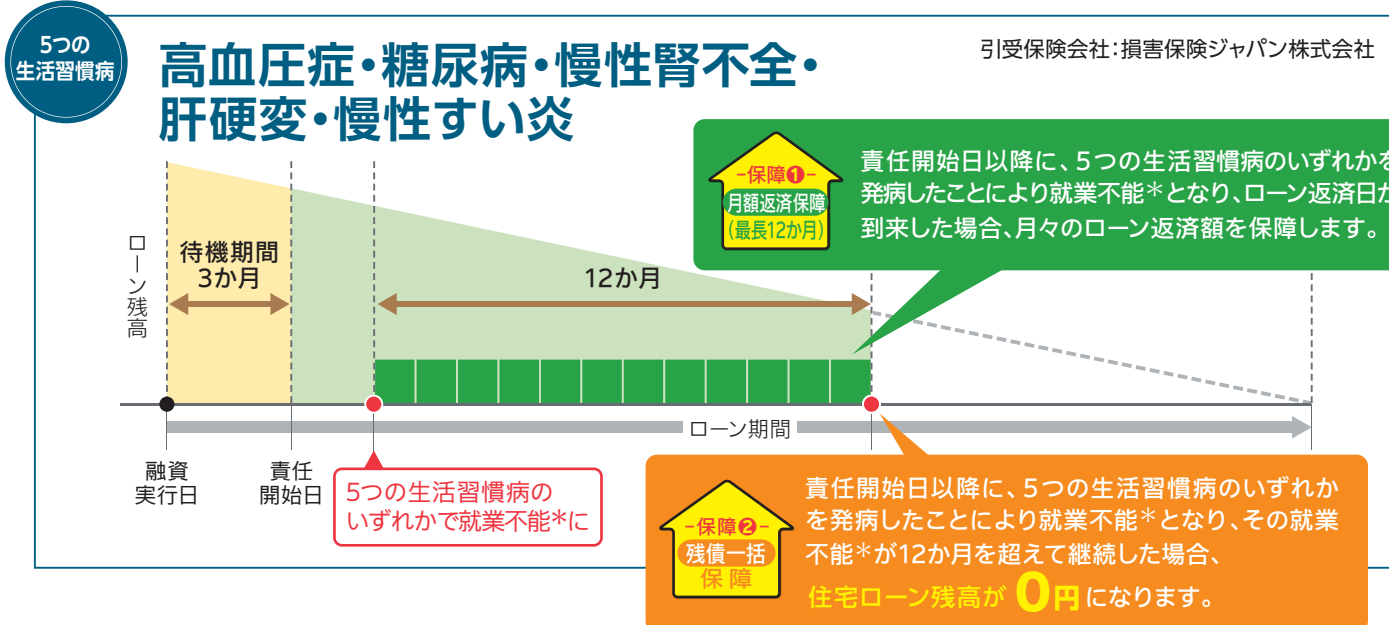 5つの
生活習慣病
高血圧症・糖尿病・慢性腎不全・
肝硬変・慢性すい炎
引受保険会社：損害保険ジャパン株式会社
-保障❶-
月額返済保障
(最長12か月)
責任開始日以降に、5つの生活習慣病のいずれかを
発病したことにより就業不能＊となり、ローン返済日が
到来した場合、月々のローン返済額を保障します。
ローン残高
待機期間
3か月
12か月
ローン期間
融資
実行日
責任
開始日
5つの生活習慣病の
いずれかで就業不能＊に
-保障❷-
残債一括
保障
責任開始日以降に、5つの生活習慣病のいずれか
を発病したことにより就業不能＊となり、その就業
不能＊が12か月を超えて継続した場合、
住宅ローン残高が0円になります。